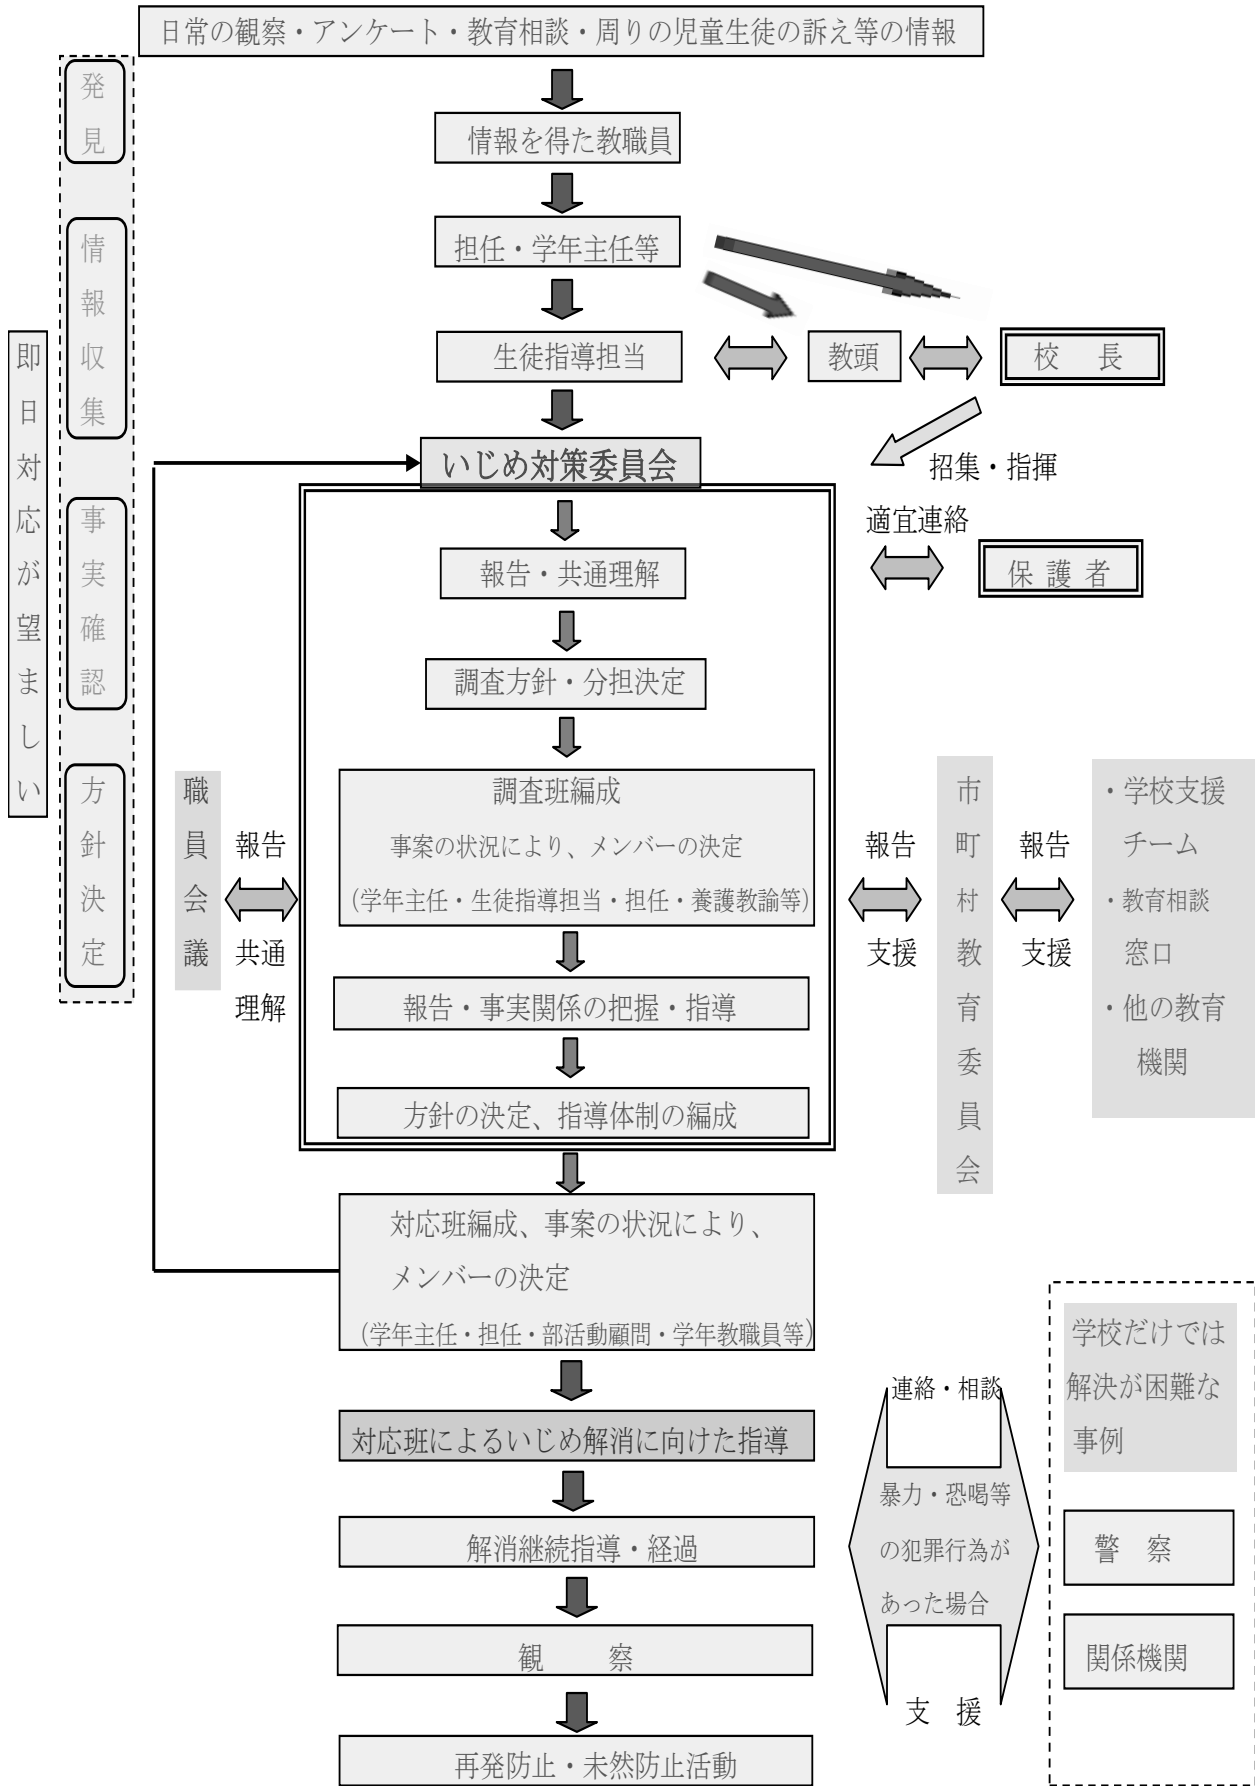 日常の観察・アンケート・教育相談・周りの児童生徒の訴え等の情報
発見
情報収集
事実確認
方針決定
即日対応が望ましい
情報を得た教職員
担任・学年主任等
生徒指導担当
教頭
校 長
招集・指揮
いじめ対策委員会
適宜連絡
保 護 者
報告・共通理解
調査方針・分担決定
調査班編成
事案の状況により、メンバーの決定
(学年主任・生徒指導担当・担任・養護教諭等)
職員会議
報告
共通
理解
報告
支援
市町村教育委員会
報告
支援
・学校支援
チーム
・教育相談
窓口
・他の教育
機関
報告・事実関係の把握・指導
方針の決定、指導体制の編成
対応班編成、事案の状況により、
メンバーの決定
(学年主任・担任・部活動顧問・学年教職員等)
対応班によるいじめ解消に向けた指導
解消継続指導・経過
観 察
再発防止・未然防止活動
連絡・相談
暴力・恐喝等
の犯罪行為が
あった場合
支 援
学校だけでは
解決が困難な
事例
警 察
関係機関